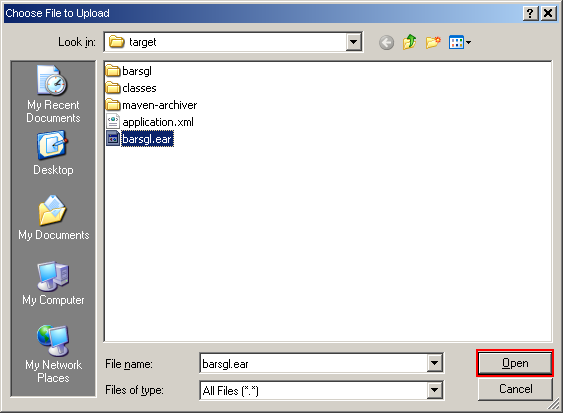 Choose File to Upload
Look in: target
My Recent
Documents
Desktop
My Documents
My Computer
My Network
Places
barsgl
classes
maven-archiver
application.xml
barsgl.ear
File name: barsgl.ear Open
Files of type: All Files (*.*) Cancel